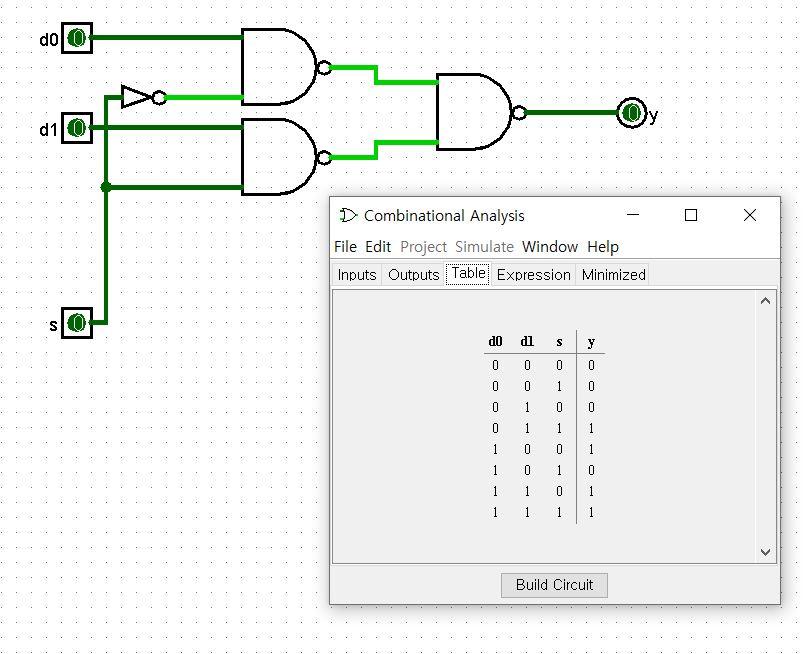 d0 0
d1 0
s 0
0 y
Combinational Analysis
File Edit Project Simulate Window Help
Inputs Outputs Table Expression Minimized
d0 d1 s y
0 0 0 0
0 0 1 0
0 1 0 0
0 1 1 1
1 0 0 1
1 0 1 0
1 1 0 1
1 1 1 1
Build Circuit